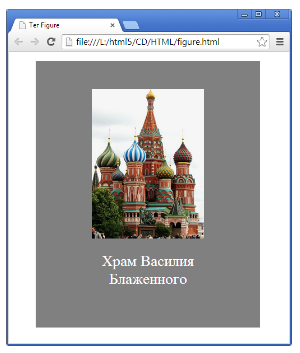 Тег Figure
file:///L:/html5/CD/HTML/figure.html
Храм Василия
Блаженного